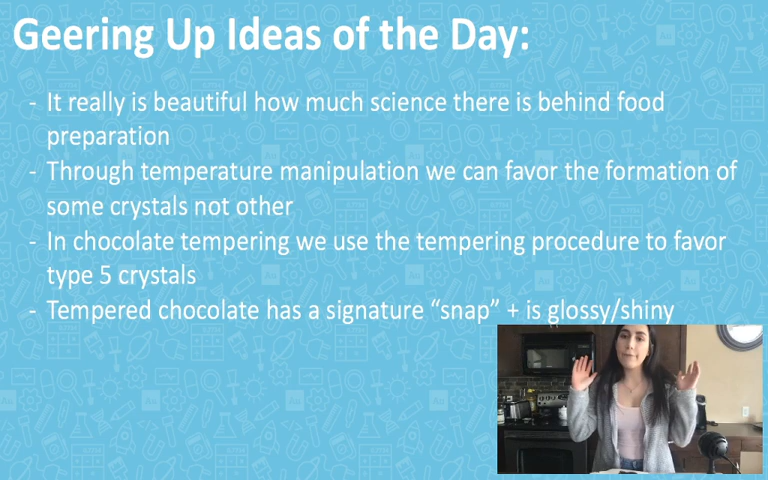 Geering Up Ideas of the Day:
- It really is beautiful how much science there is behind food
preparation
- Through temperature manipulation we can favor the formation of
some crystals not other
- In chocolate tempering we use the tempering procedure to favor
type 5 crystals
- Tempered chocolate has a signature “snap” + is glossy/shiny